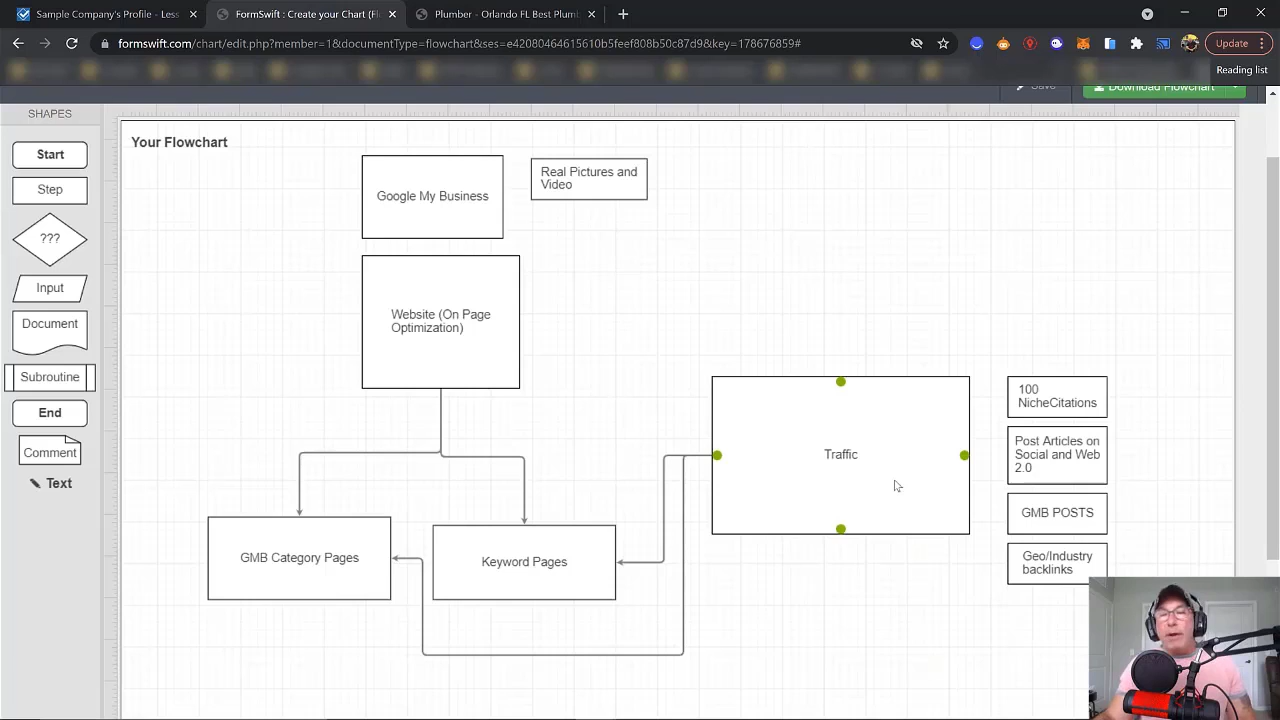 Sample Company's Profile - Less
FormSwift : Create your Chart (Fl
Plumber - Orlando FL Best Plumb
formswift.com/chart/edit.php?member=1&documentType=flowchart&ses=e42080464615610b5feef808b50c87d9&key=178676859#
Update
Reading list
Save
Download Flowchart
SHAPES
Start
Step
???
Input
Document
Subroutine
End
Comment
Text
Your Flowchart
Google My Business
Real Pictures and
Video
Website (On Page
Optimization)
Traffic
100
NicheCitations
Post Articles on
Social and Web
2.0
GMB POSTS
Geo/Industry
backlinks
GMB Category Pages
Keyword Pages